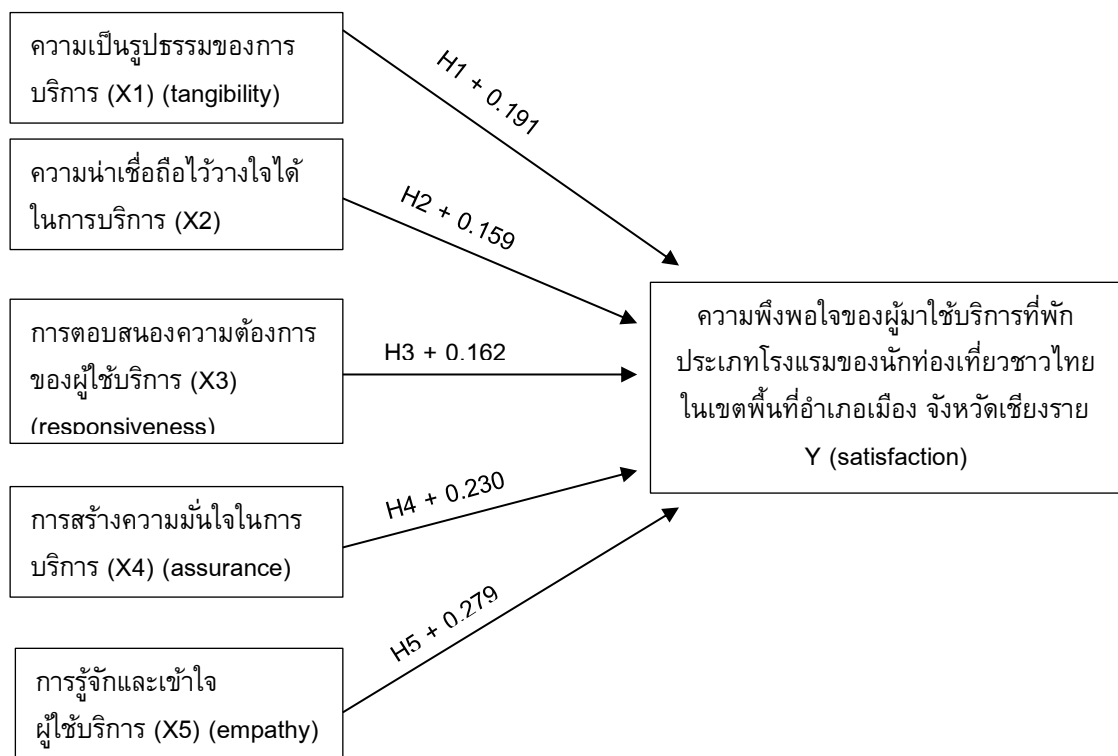 ความเป็นรูปธรรมของการ
บริการ (X1) (tangibility)
H1 + 0.191
ความน่าเชื่อถือไว้วางใจได้
ในการบริการ (X2)
H2 + 0.159
การตอบสนองความต้องการ
ของผู้ใช้บริการ (X3)
(responsiveness)
H3 + 0.162
การสร้างความมั่นใจในการ
บริการ (X4) (assurance)
H4 + 0.230
การรู้จักและเข้าใจ
ผู้ใช้บริการ (X5) (empathy)
H5 + 0.279
ความพึงพอใจของผู้มาใช้บริการที่พัก
ประเภทโรงแรมของนักท่องเที่ยวชาวไทย
ในเขตพื้นที่อำเภอเมือง จังหวัดเชียงราย
Y (satisfaction)